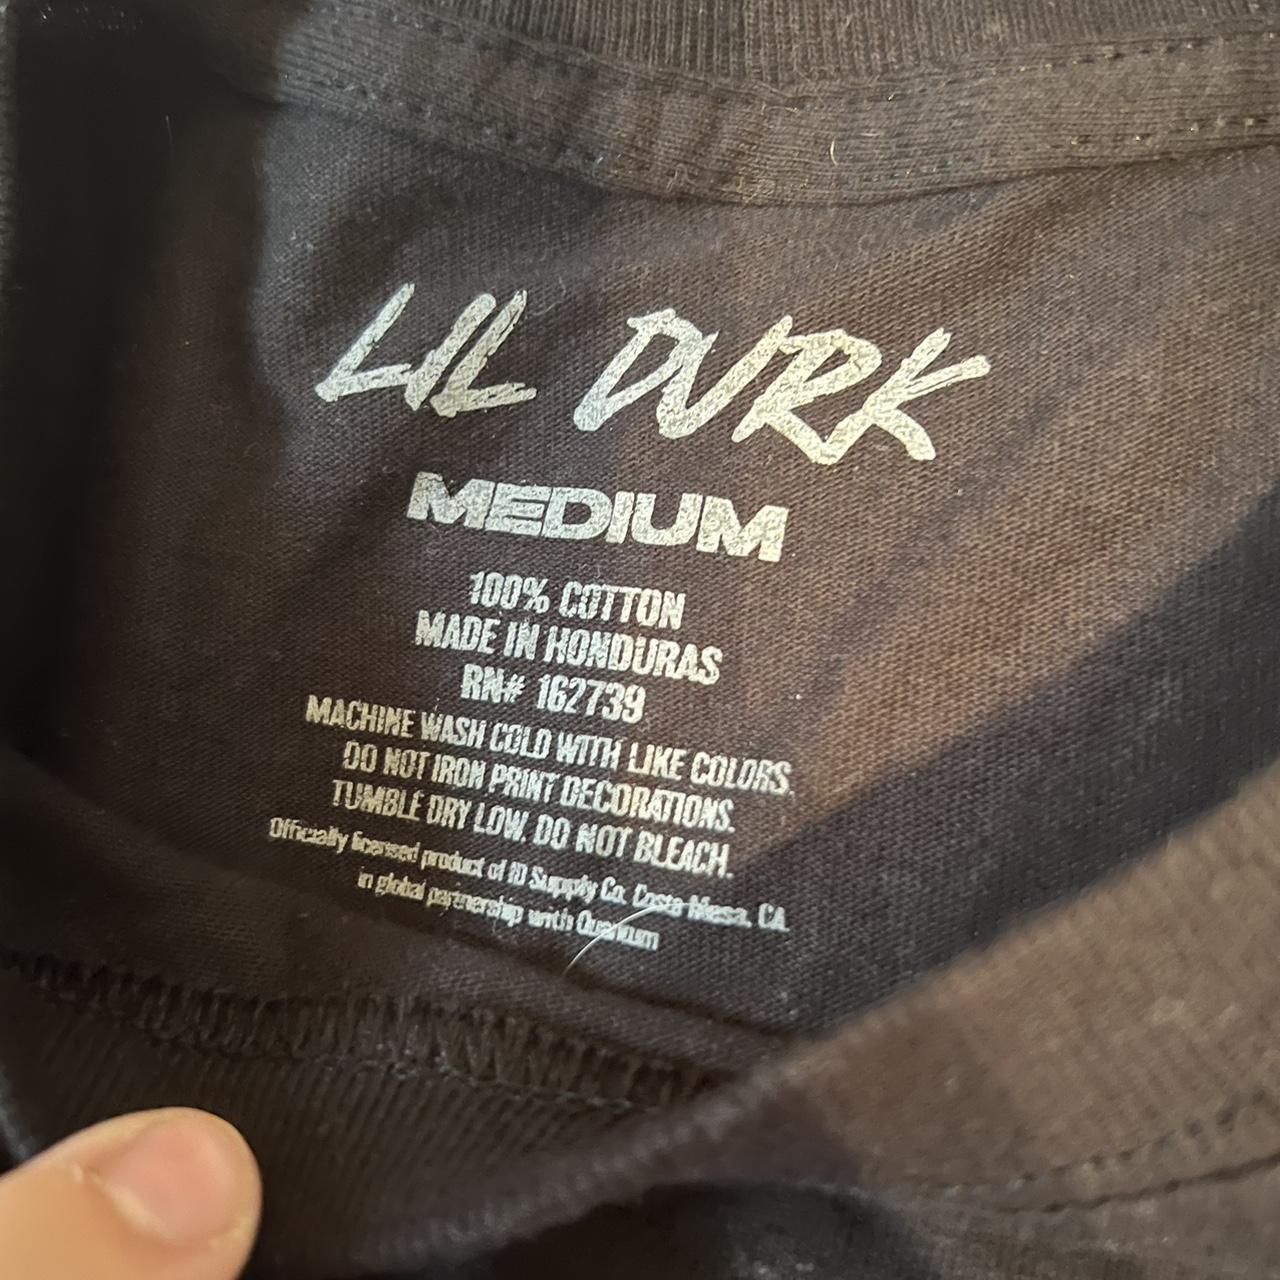 LIL DURK
MEDIUM
100% COTTON
MADE IN HONDURAS
RN# 162739
MACHINE WASH COLD WITH LIKE COLORS.
DO NOT IRON PRINT DECORATIONS.
TUMBLE DRY LOW. DO NOT BLEACH.
Officially licensed product of ID Supply Co. Costa Mesa, CA
in global partnership with Quantum